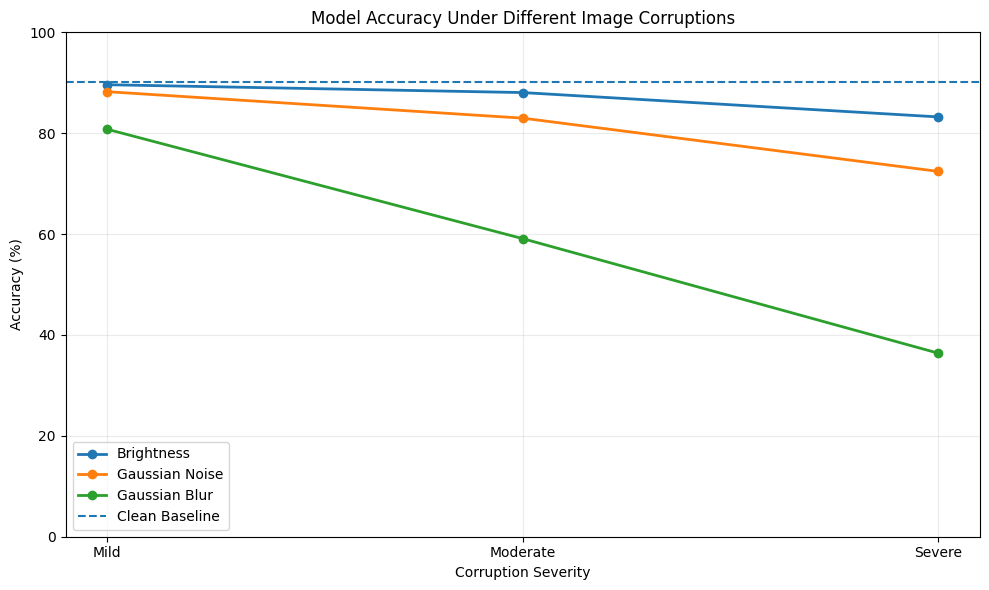 Model Accuracy Under Different Image Corruptions
100
80
60
40
20
0
Accuracy (%)
Brightness
Gaussian Noise
Gaussian Blur
Clean Baseline
Mild Moderate Severe
Corruption Severity